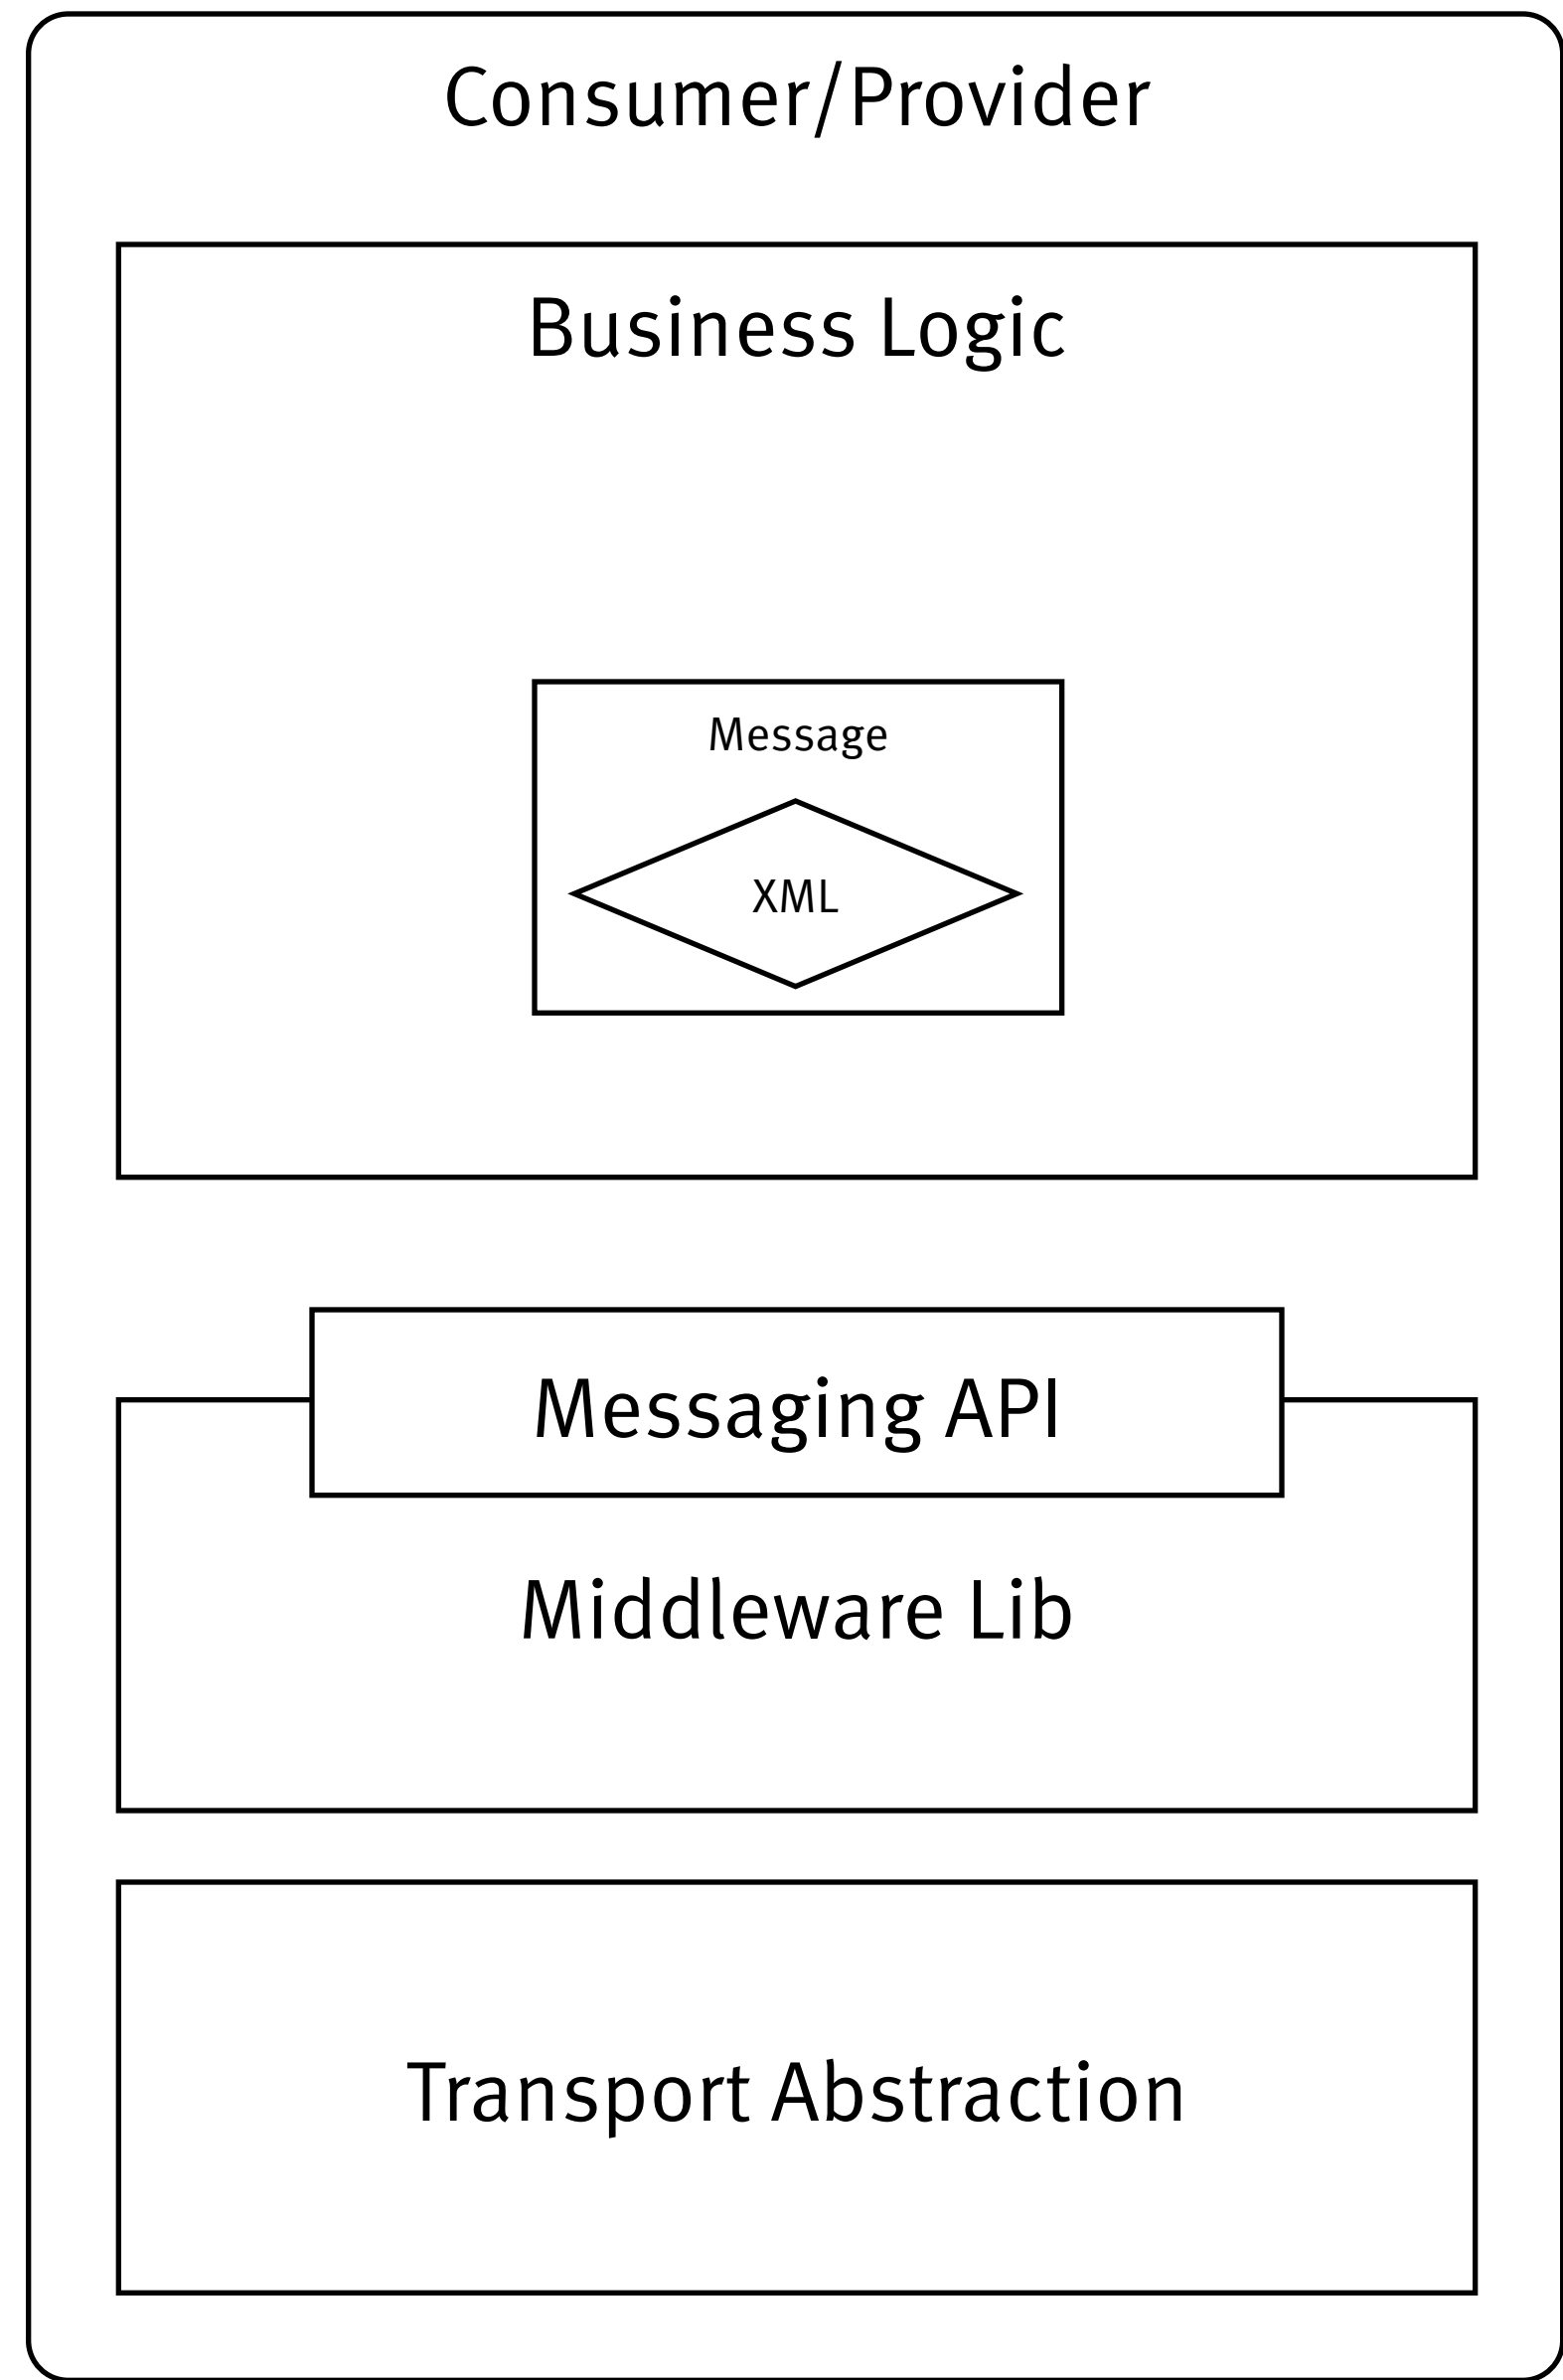 Consumer/Provider
Business Logic
Message
XML
Messaging API
Middleware Lib
Transport Abstraction